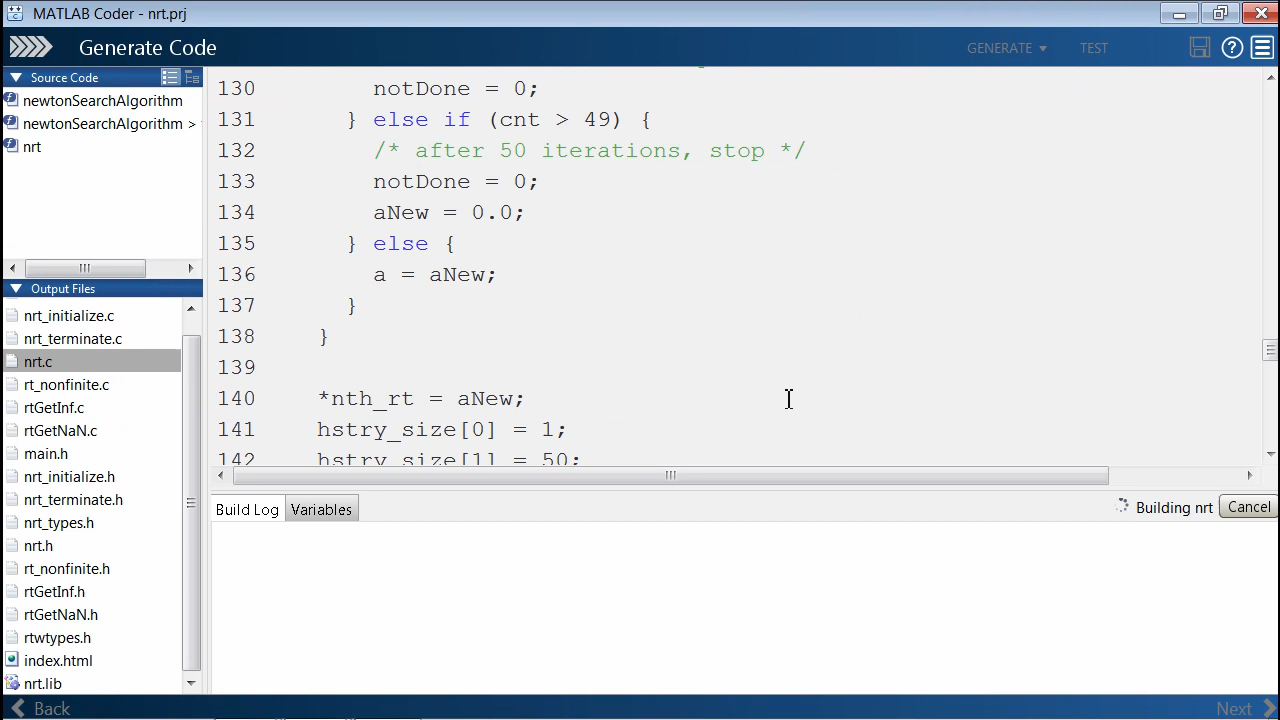 MATLAB Coder - nrt.prj
Generate Code
GENERATE
TEST
Source Code
newtonSearchAlgorithm
newtonSearchAlgorithm >
nrt
Output Files
nrt_initialize.c
nrt_terminate.c
nrt.c
rt_nonfinite.c
rtGetInf.c
rtGetNaN.c
main.h
nrt_initialize.h
nrt_terminate.h
nrt_types.h
nrt.h
rt_nonfinite.h
rtGetInf.h
rtGetNaN.h
rtwtypes.h
index.html
nrt.lib
130 notDone = 0;
131 } else if (cnt > 49) {
132 /* after 50 iterations, stop */
133 notDone = 0;
134 aNew = 0.0;
135 } else {
136 a = aNew;
137 }
138 }
139
140 *nth_rt = aNew;
141 hstry_size[0] = 1;
142 hstry_size[1] = 50;
Build Log
Variables
Building nrt
Cancel
Back
Next